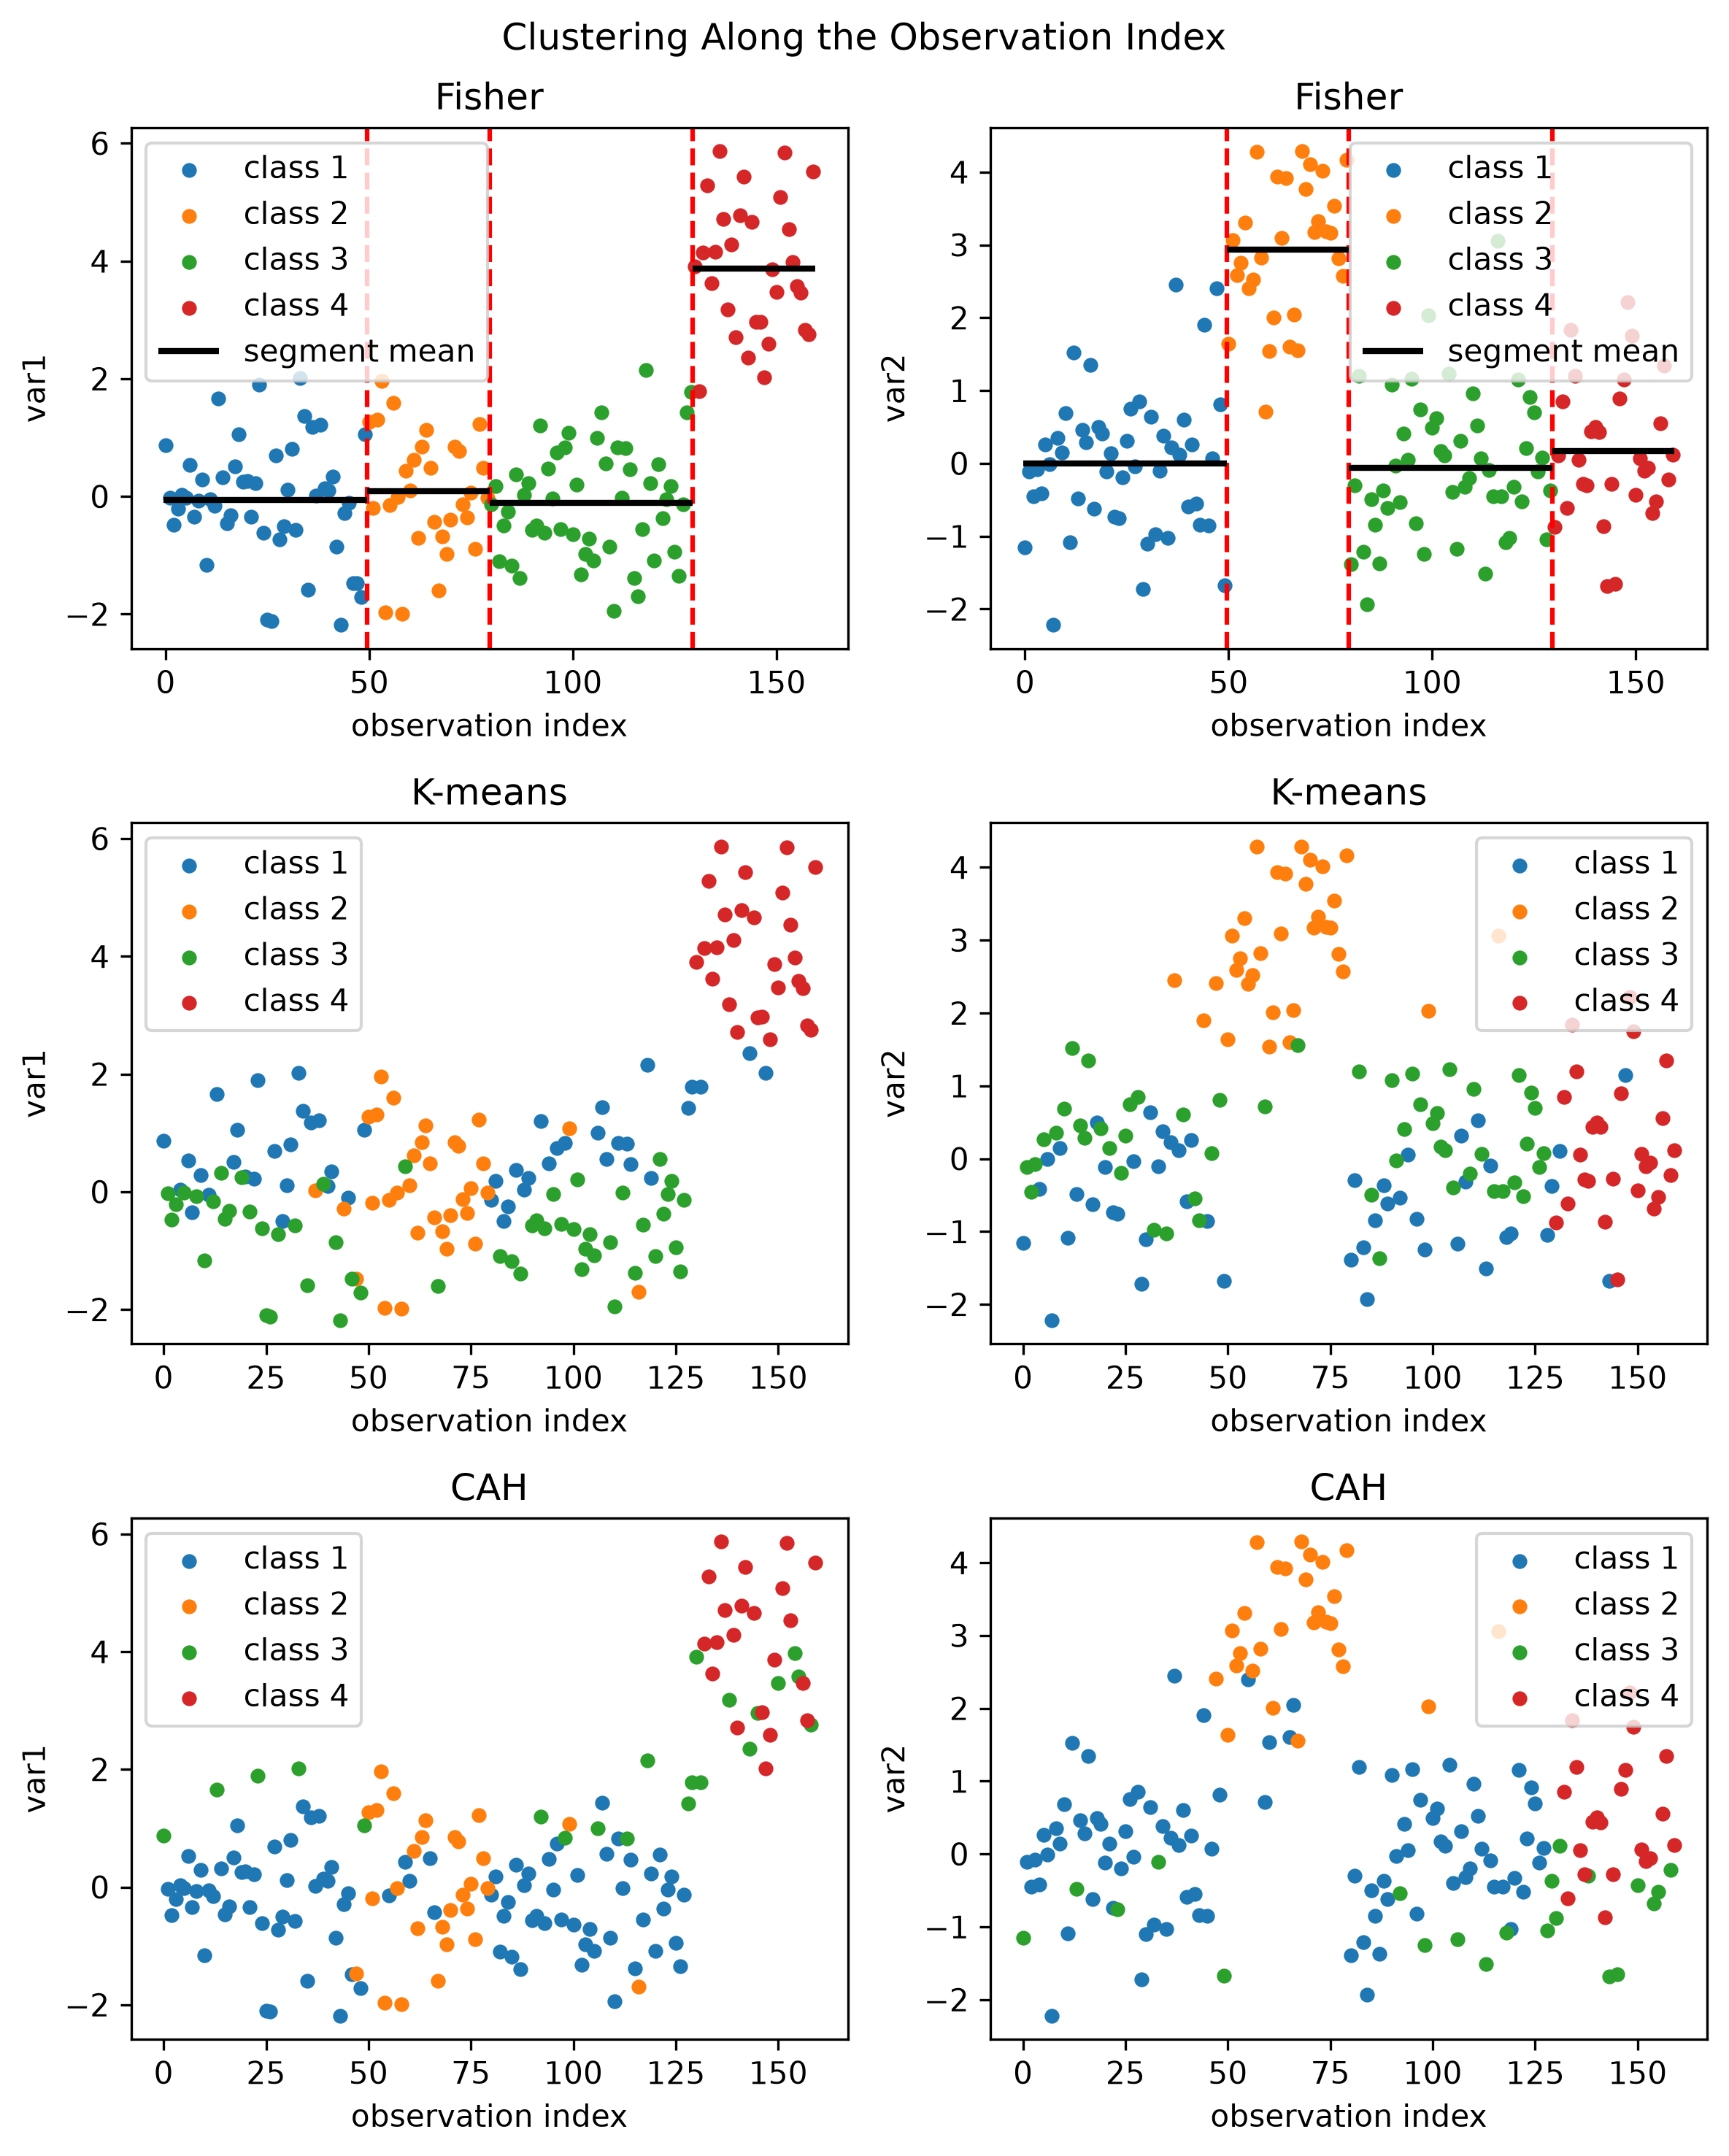 Clustering Along the Observation Index
Fisher
6
4
2
0
−2
var1
class 1
class 2
class 3
class 4
segment mean
0 50 100 150
observation index
Fisher
4
3
2
1
0
−1
−2
var2
class 1
class 2
class 3
class 4
segment mean
0 50 100 150
observation index
K-means
6
4
2
0
−2
var1
class 1
class 2
class 3
class 4
0 25 50 75 100 125 150
observation index
K-means
4
3
2
1
0
−1
−2
var2
class 1
class 2
class 3
class 4
0 25 50 75 100 125 150
observation index
CAH
6
4
2
0
−2
var1
class 1
class 2
class 3
class 4
0 25 50 75 100 125 150
observation index
CAH
4
3
2
1
0
−1
−2
var2
class 1
class 2
class 3
class 4
0 25 50 75 100 125 150
observation index